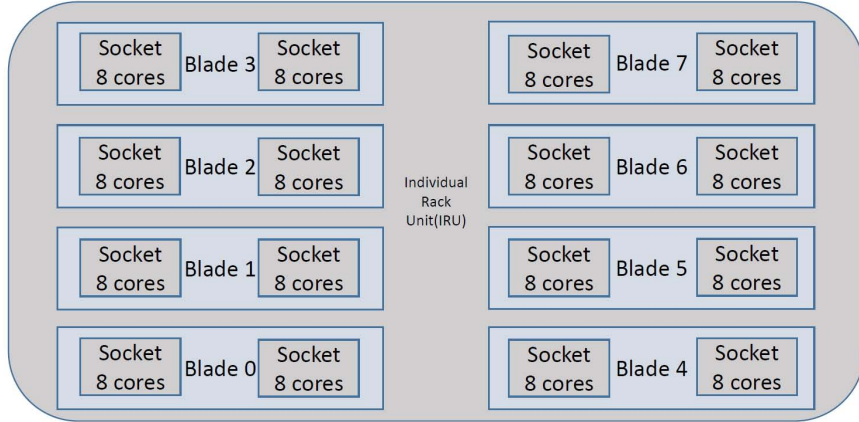 Socket
8 cores
Blade 3
Socket
8 cores
Socket
8 cores
Blade 2
Socket
8 cores
Socket
8 cores
Blade 1
Socket
8 cores
Socket
8 cores
Blade 0
Socket
8 cores
Individual
Rack
Unit(IRU)
Socket
8 cores
Blade 7
Socket
8 cores
Socket
8 cores
Blade 6
Socket
8 cores
Socket
8 cores
Blade 5
Socket
8 cores
Socket
8 cores
Blade 4
Socket
8 cores